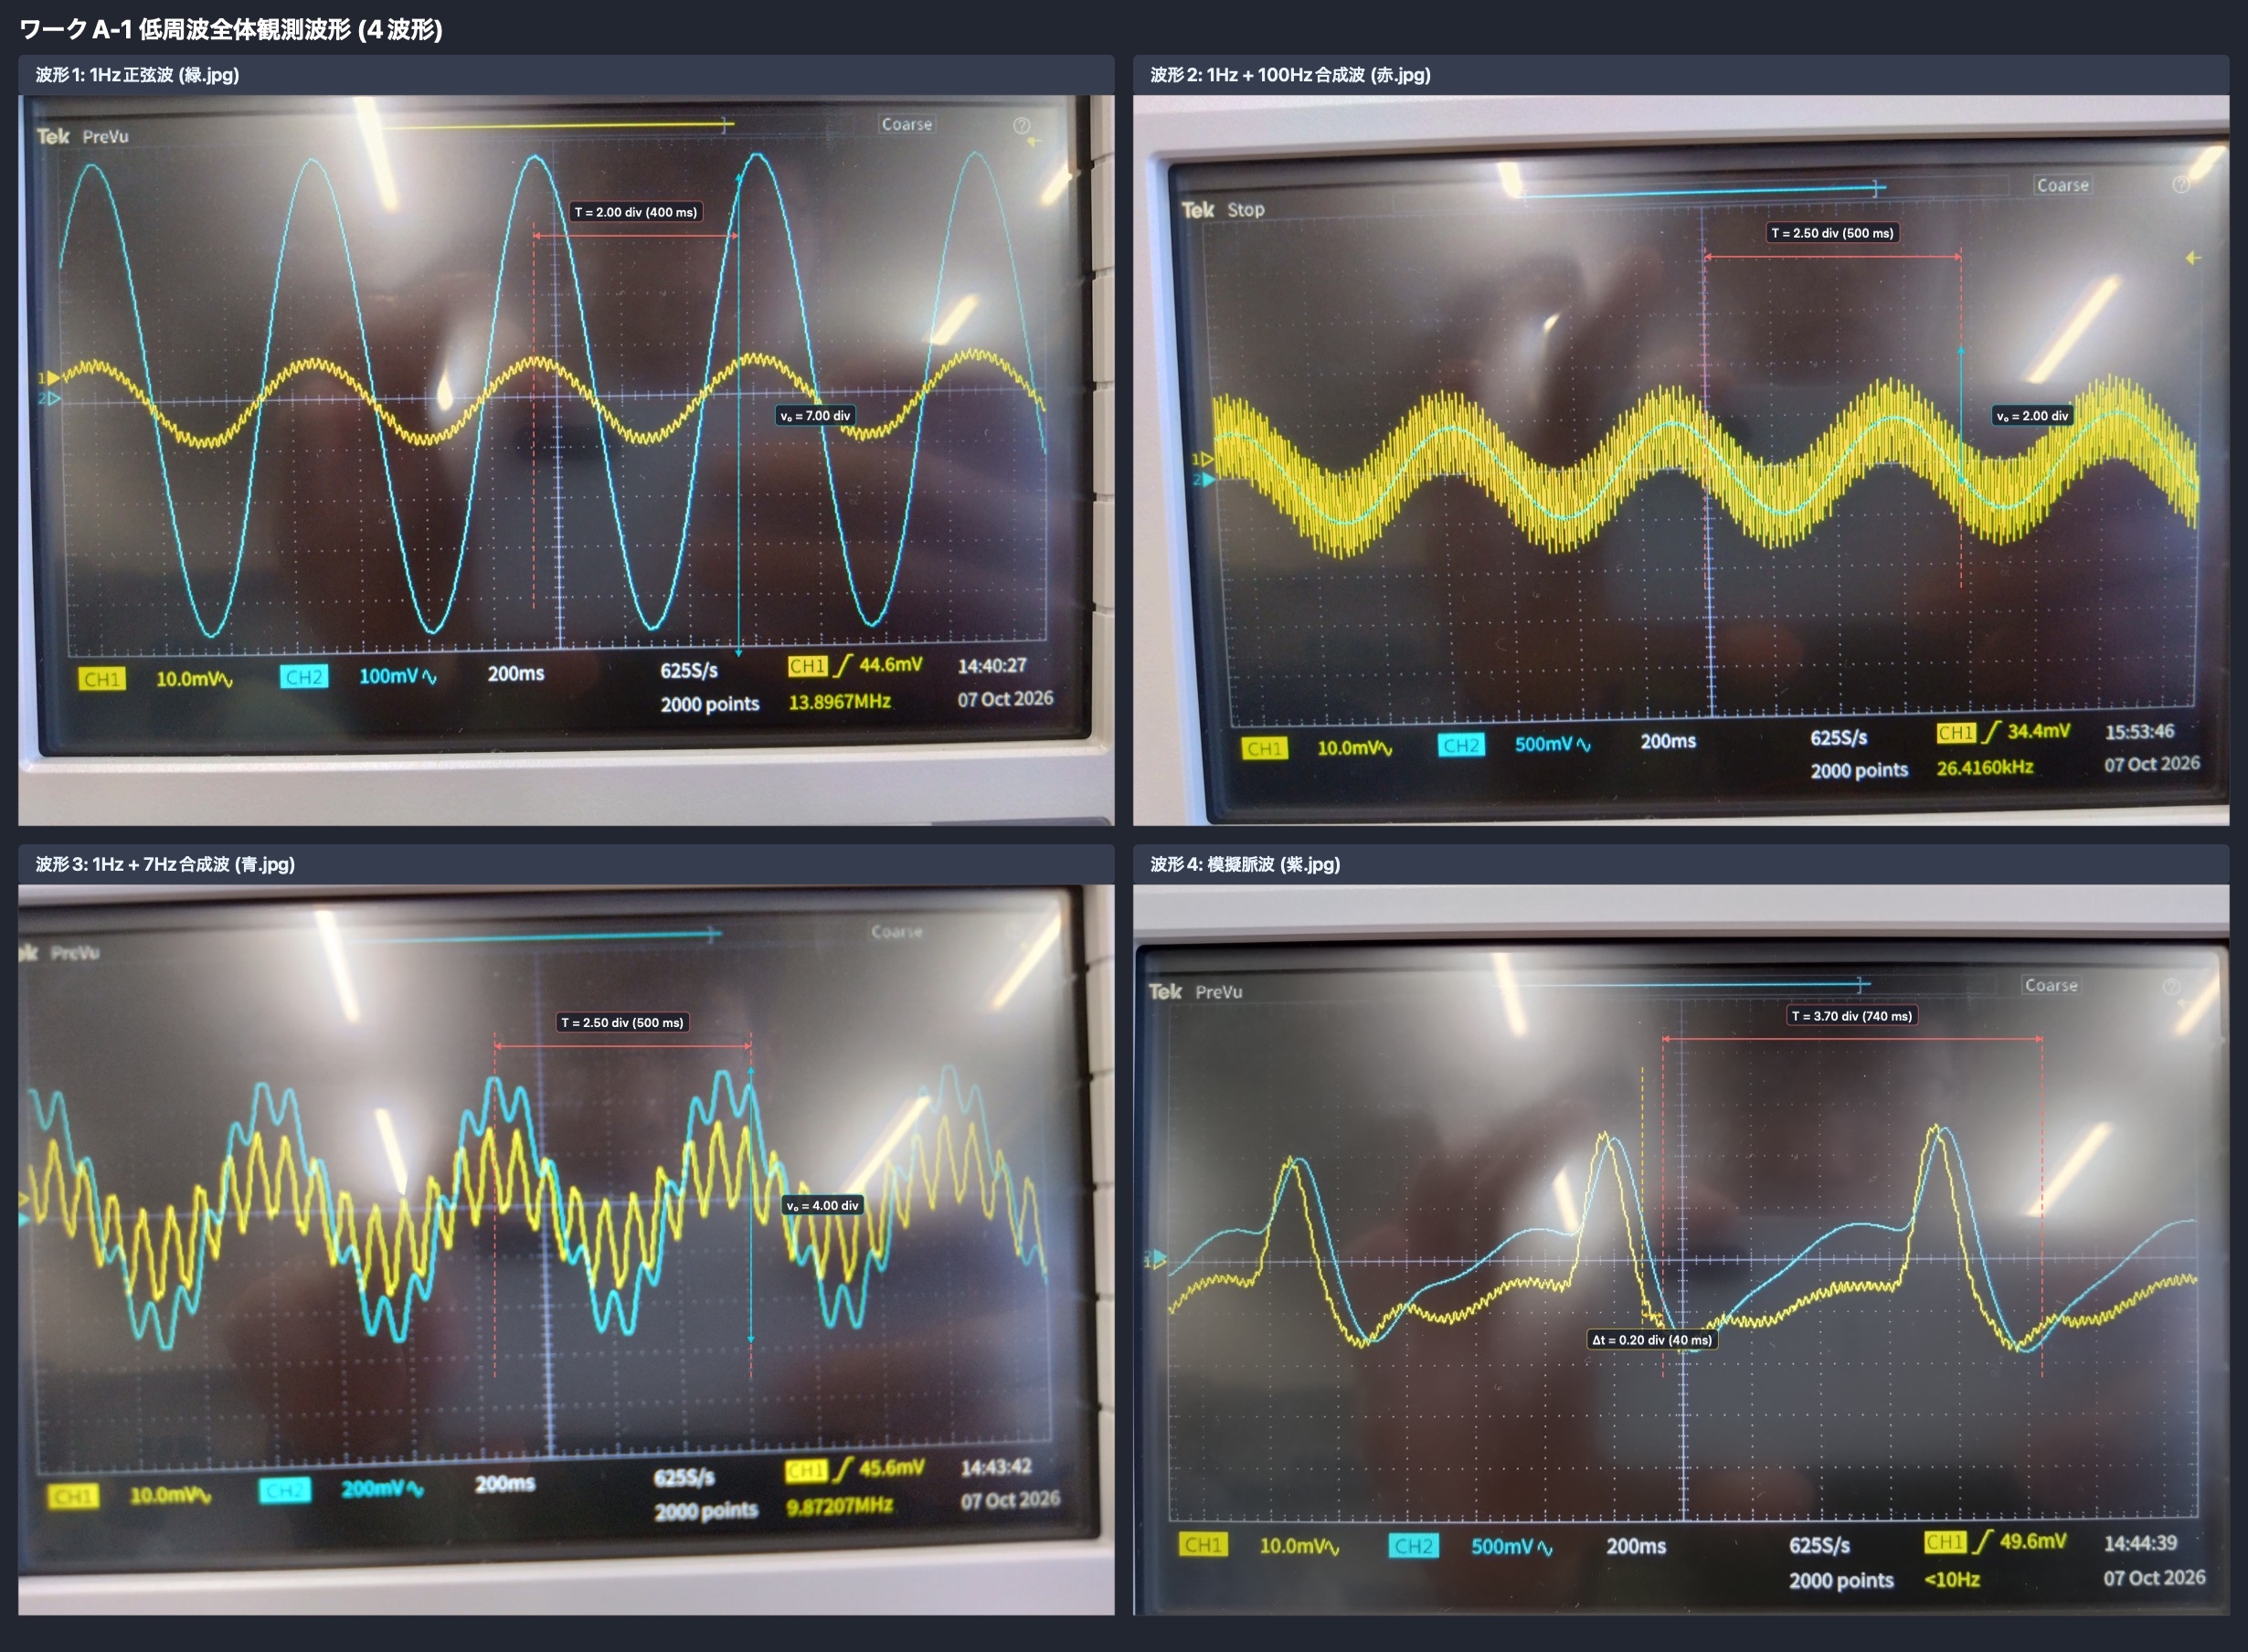 ワーク A-1 低周波全体観測波形 (4 波形)
波形 1: 1Hz 正弦波 (緑.jpg)
Tek PreVu
Coarse
T = 2.00 div (400 ms)
1
2
vₒ = 7.00 div
CH1 10.0mV CH2 100mV 200ms 625S/s CH1 44.6mV 14:40:27
2000 points 13.8967MHz 07 Oct 2026
波形 2: 1Hz + 100Hz 合成波 (赤.jpg)
Tek Stop
Coarse
T = 2.50 div (500 ms)
1
2
vₒ = 2.00 div
CH1 10.0mV CH2 500mV 200ms 625S/s CH1 34.4mV 15:53:46
2000 points 26.4160kHz 07 Oct 2026
波形 3: 1Hz + 7Hz 合成波 (青.jpg)
ek PreVu
Coarse
T = 2.50 div (500 ms)
vₒ = 4.00 div
CH1 10.0mV CH2 200mV 200ms 625S/s CH1 45.6mV 14:43:42
2000 points 9.87207MHz 07 Oct 2026
波形 4: 模擬脈波 (紫.jpg)
Tek PreVu
Coarse
T = 3.70 div (740 ms)
Δt = 0.20 div (40 ms)
CH1 10.0mV CH2 500mV 200ms 625S/s CH1 49.6mV 14:44:39
2000 points <10Hz 07 Oct 2026